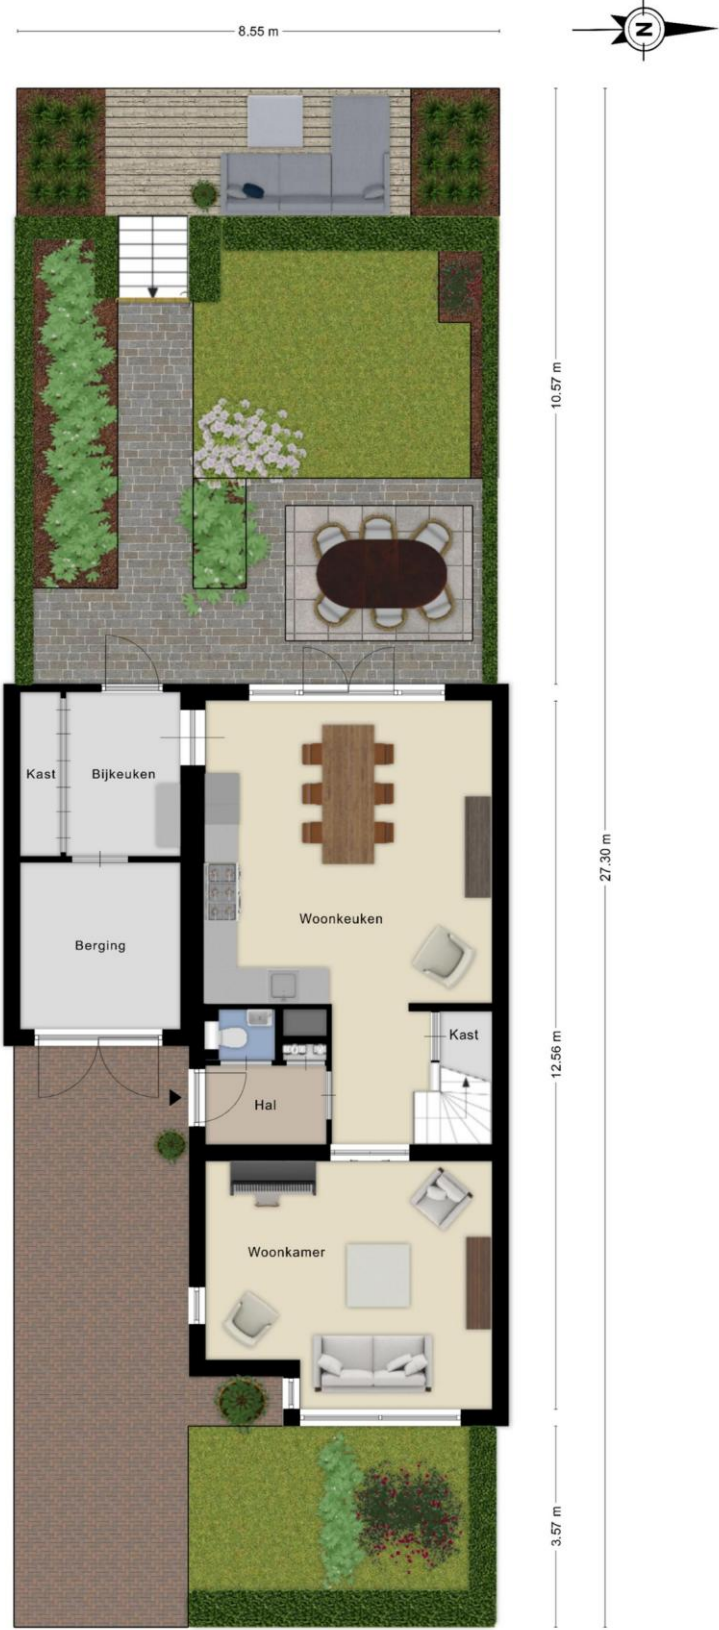 8.55 m
N
10.57 m
Kast
Bijkeuken
27.30 m
Woonkeuken
Berging
Kast
12.56 m
Hal
Woonkamer
3.57 m